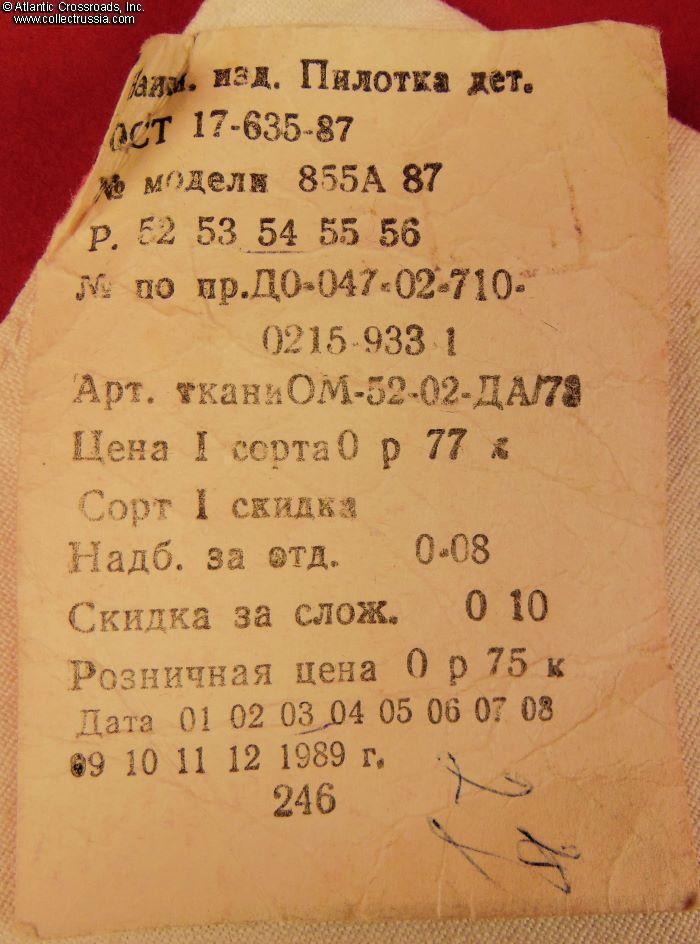 © Atlantic Crossroads, Inc.
www.collectrussia.com
Наим. изд. Пилотка дет.
ОСТ 17-635-87
№ модели 855А 87
Р. 52 53 54 55 56
№ по пр.ДО-047-02-710-
0215-933 1
Арт. ткани ОМ-52-02-ДА/78
Цена I сорта 0 р 77 к
Сорт I скидка
Надб. за отд. 0-08
Скидка за слож. 0 10
Розничная цена 0 р 75 к
Дата 01 02 03 04 05 06 07 08
09 10 11 12 1989 г.
246